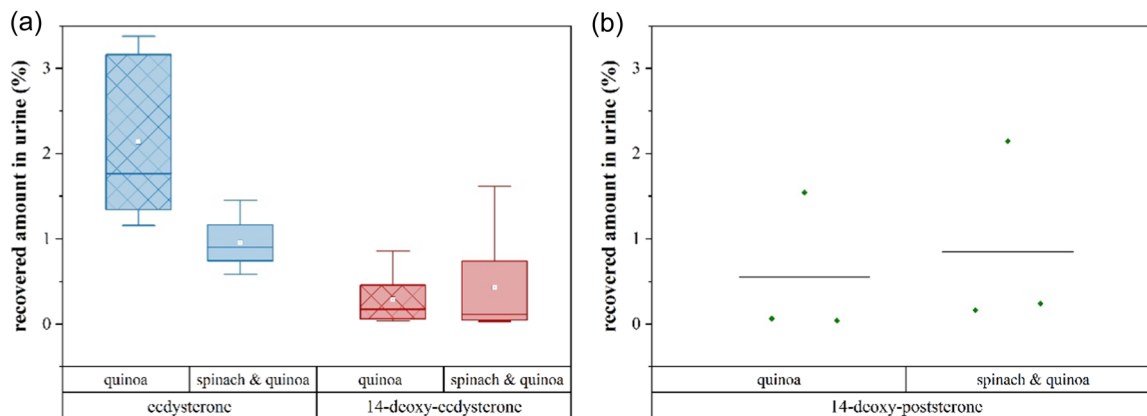 (a)
recovered amount in urine (%)
3
2
1
0
quinoa
spinach & quinoa
quinoa
spinach & quinoa
ecdysterone
14-deoxy-ecdysterone
(b)
recovered amount in urine (%)
3
2
1
0
quinoa
spinach & quinoa
14-deoxy-poststerone